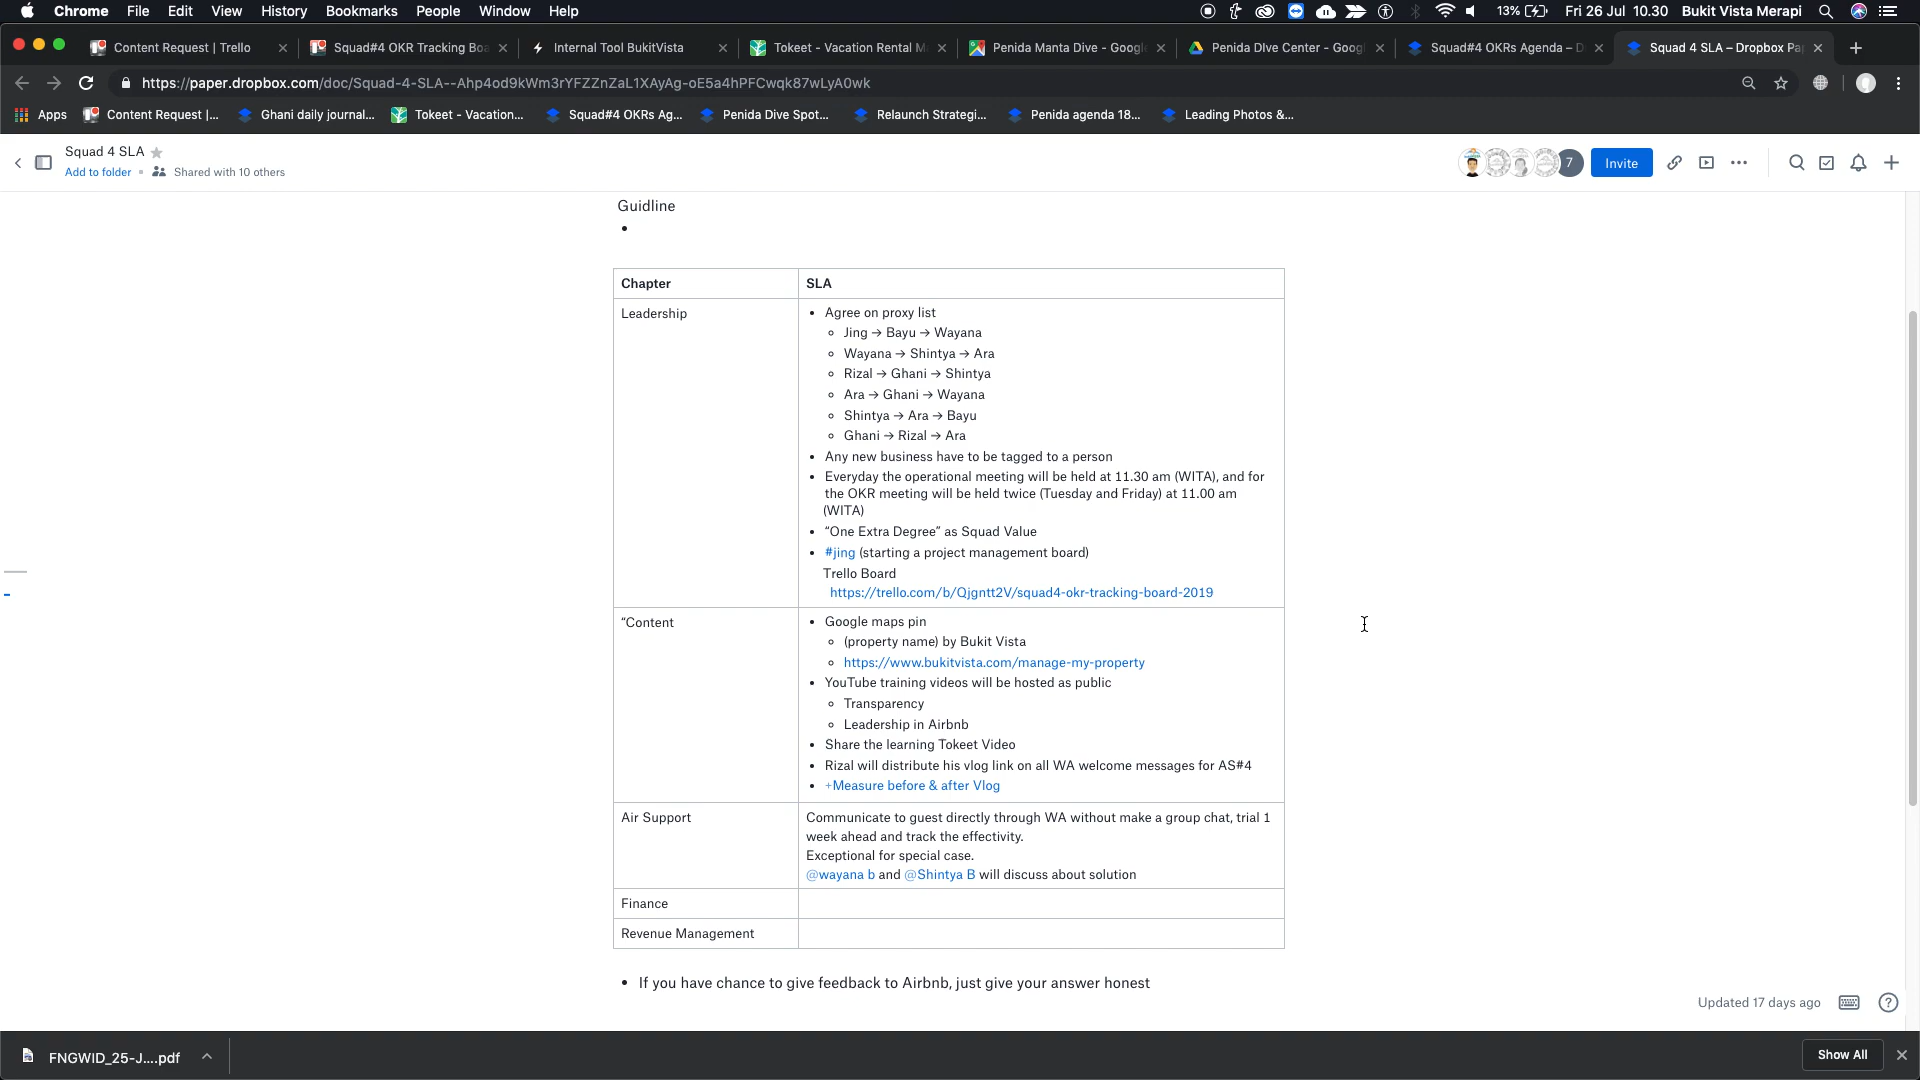 Chrome File Edit View History Bookmarks People Window Help 13% Fri 26 Jul 10.30 Bukit Vista Merapi
Content Request | Trello Squad#4 OKR Tracking Boa Internal Tool BukitVista Tokeet - Vacation Rental M Penida Manta Dive - Google Penida DIve Center - Googl Squad#4 OKRs Agenda – D Squad 4 SLA – Dropbox Pa
https://paper.dropbox.com/doc/Squad-4-SLA--Ahp4od9kWm3rYFZZnZaL1XAyAg-oE5a4hPFCwqk87wLyA0wk
Apps Content Request |... Ghani daily journal... Tokeet - Vacation... Squad#4 OKRs Ag... Penida Dive Spot... Relaunch Strategi... Penida agenda 18... Leading Photos &...
Squad 4 SLA
Add to folder • Shared with 10 others
7 Invite
Guidline
•
Chapter SLA
Leadership
• Agree on proxy list
◦ Jing → Bayu → Wayana
◦ Wayana → Shintya → Ara
◦ Rizal → Ghani → Shintya
◦ Ara → Ghani → Wayana
◦ Shintya → Ara → Bayu
◦ Ghani → Rizal → Ara
• Any new business have to be tagged to a person
• Everyday the operational meeting will be held at 11.30 am (WITA), and for
the OKR meeting will be held twice (Tuesday and Friday) at 11.00 am
(WITA)
• “One Extra Degree” as Squad Value
• #jing (starting a project management board)
Trello Board
https://trello.com/b/Qjgntt2V/squad4-okr-tracking-board-2019
“Content
• Google maps pin
◦ (property name) by Bukit Vista
◦ https://www.bukitvista.com/manage-my-property
• YouTube training videos will be hosted as public
◦ Transparency
◦ Leadership in Airbnb
• Share the learning Tokeet Video
• Rizal will distribute his vlog link on all WA welcome messages for AS#4
• +Measure before & after Vlog
Air Support
Communicate to guest directly through WA without make a group chat, trial 1
week ahead and track the effectivity.
Exceptional for special case.
@wayana b and @Shintya B will discuss about solution
Finance
Revenue Management
• If you have chance to give feedback to Airbnb, just give your answer honest
Updated 17 days ago
FNGWID_25-J....pdf
Show All